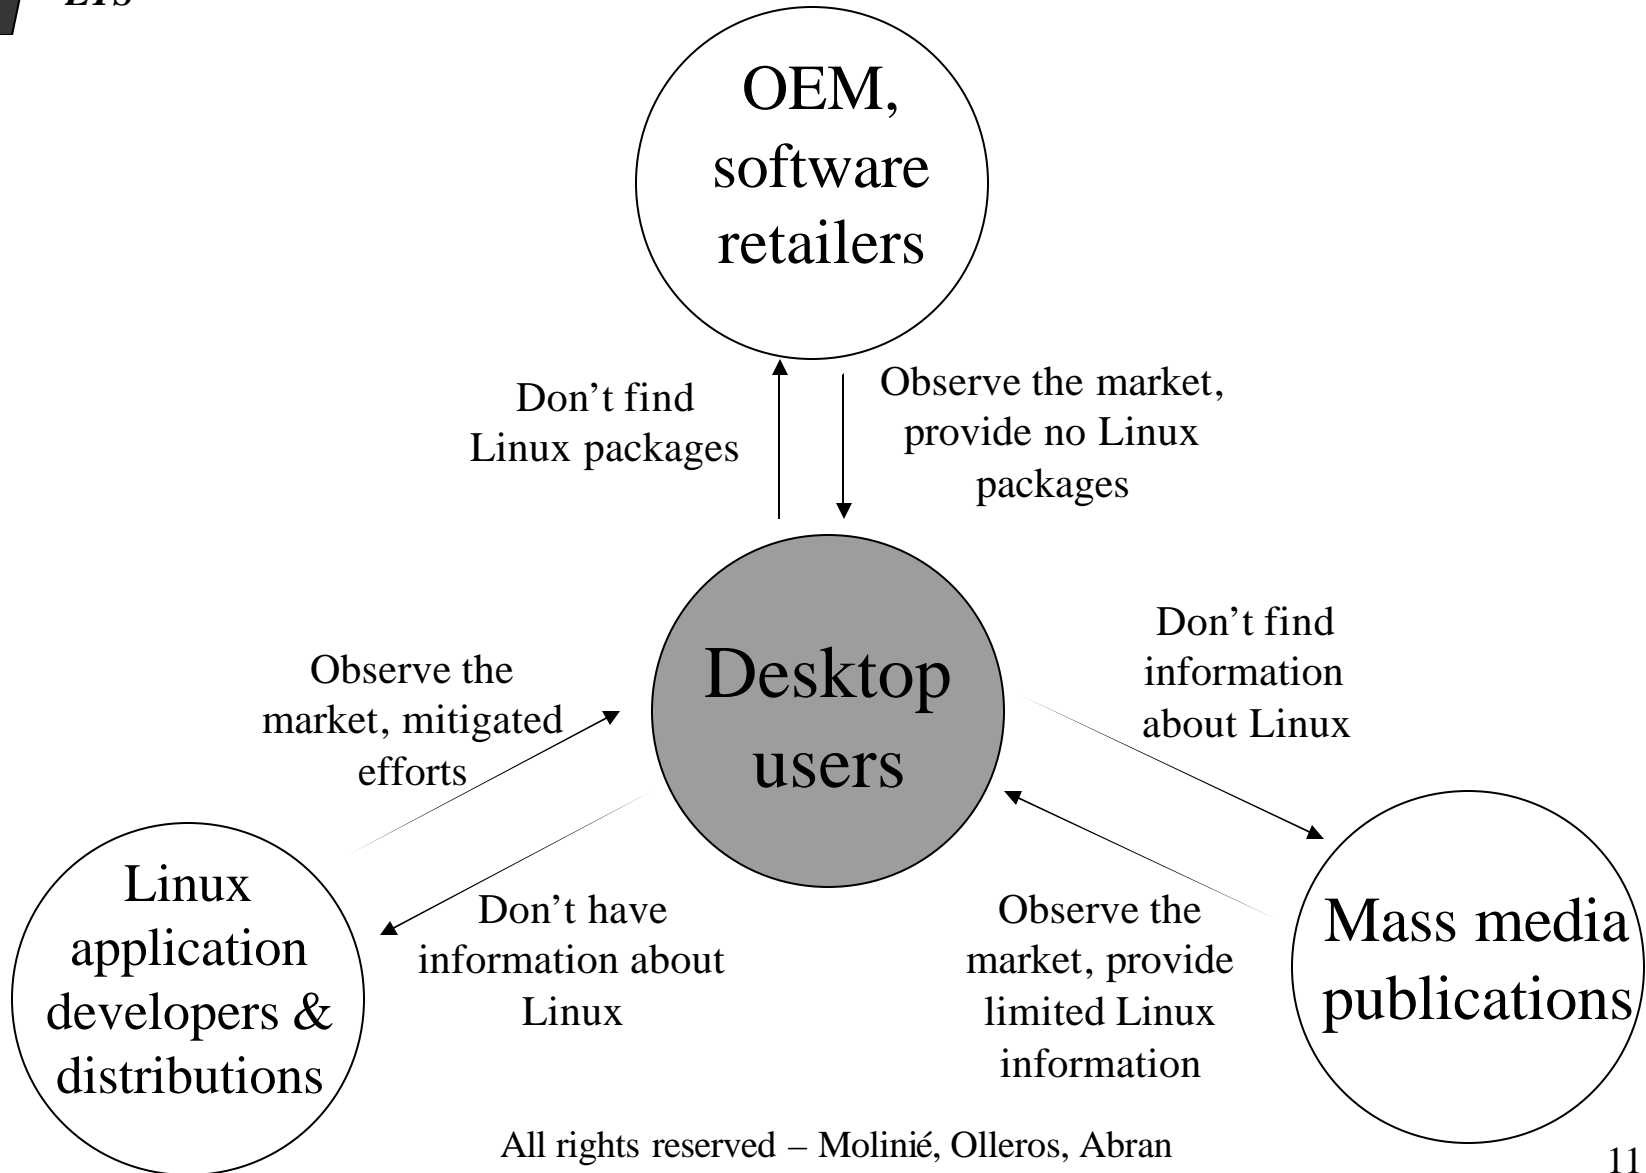 OEM,
software
retailers
Don't find
Linux packages
Observe the market,
provide no Linux
packages
Desktop
users
Observe the
market, mitigated
efforts
Don't find
information
about Linux
Linux
application
developers &
distributions
Don't have
information about
Linux
Observe the
market, provide
limited Linux
information
Mass media
publications
All rights reserved – Molinié, Olleros, Abran
11